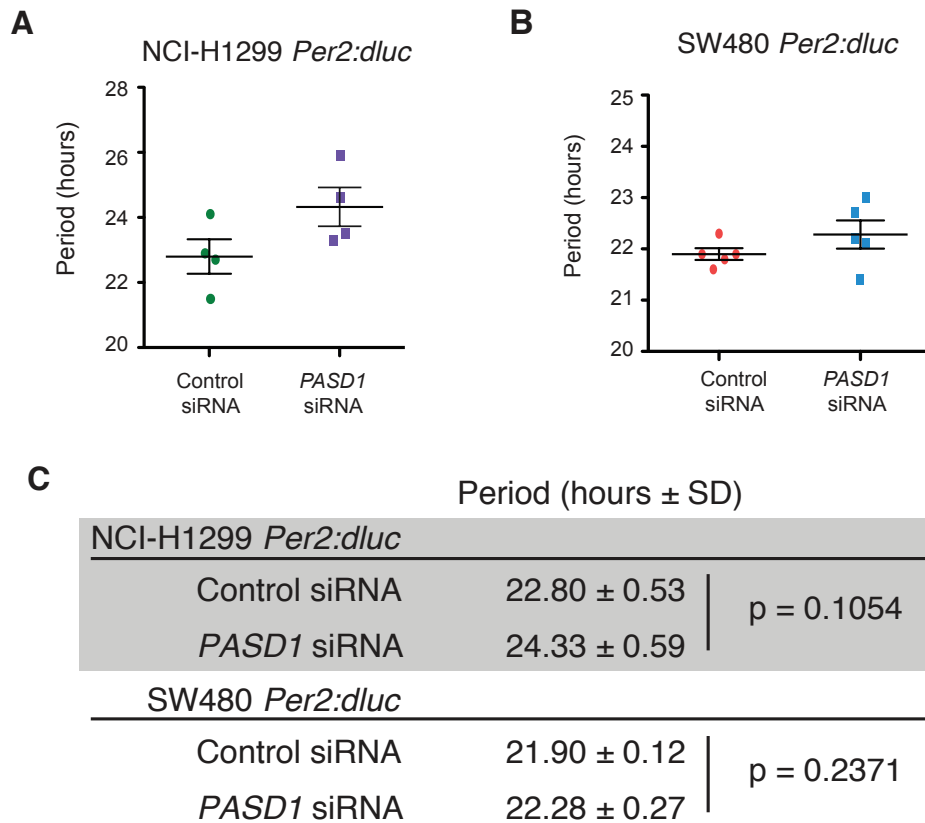 A
NCI-H1299 Per2:dluc
Period (hours)
28
26
24
22
20
Control
siRNA
PASD1
siRNA
B
SW480 Per2:dluc
Period (hours)
25
24
23
22
21
20
Control
siRNA
PASD1
siRNA
C
Period (hours ± SD)
NCI-H1299 Per2:dluc
Control siRNA 22.80 ± 0.53
p = 0.1054
PASD1 siRNA 24.33 ± 0.59
SW480 Per2:dluc
Control siRNA 21.90 ± 0.12
p = 0.2371
PASD1 siRNA 22.28 ± 0.27